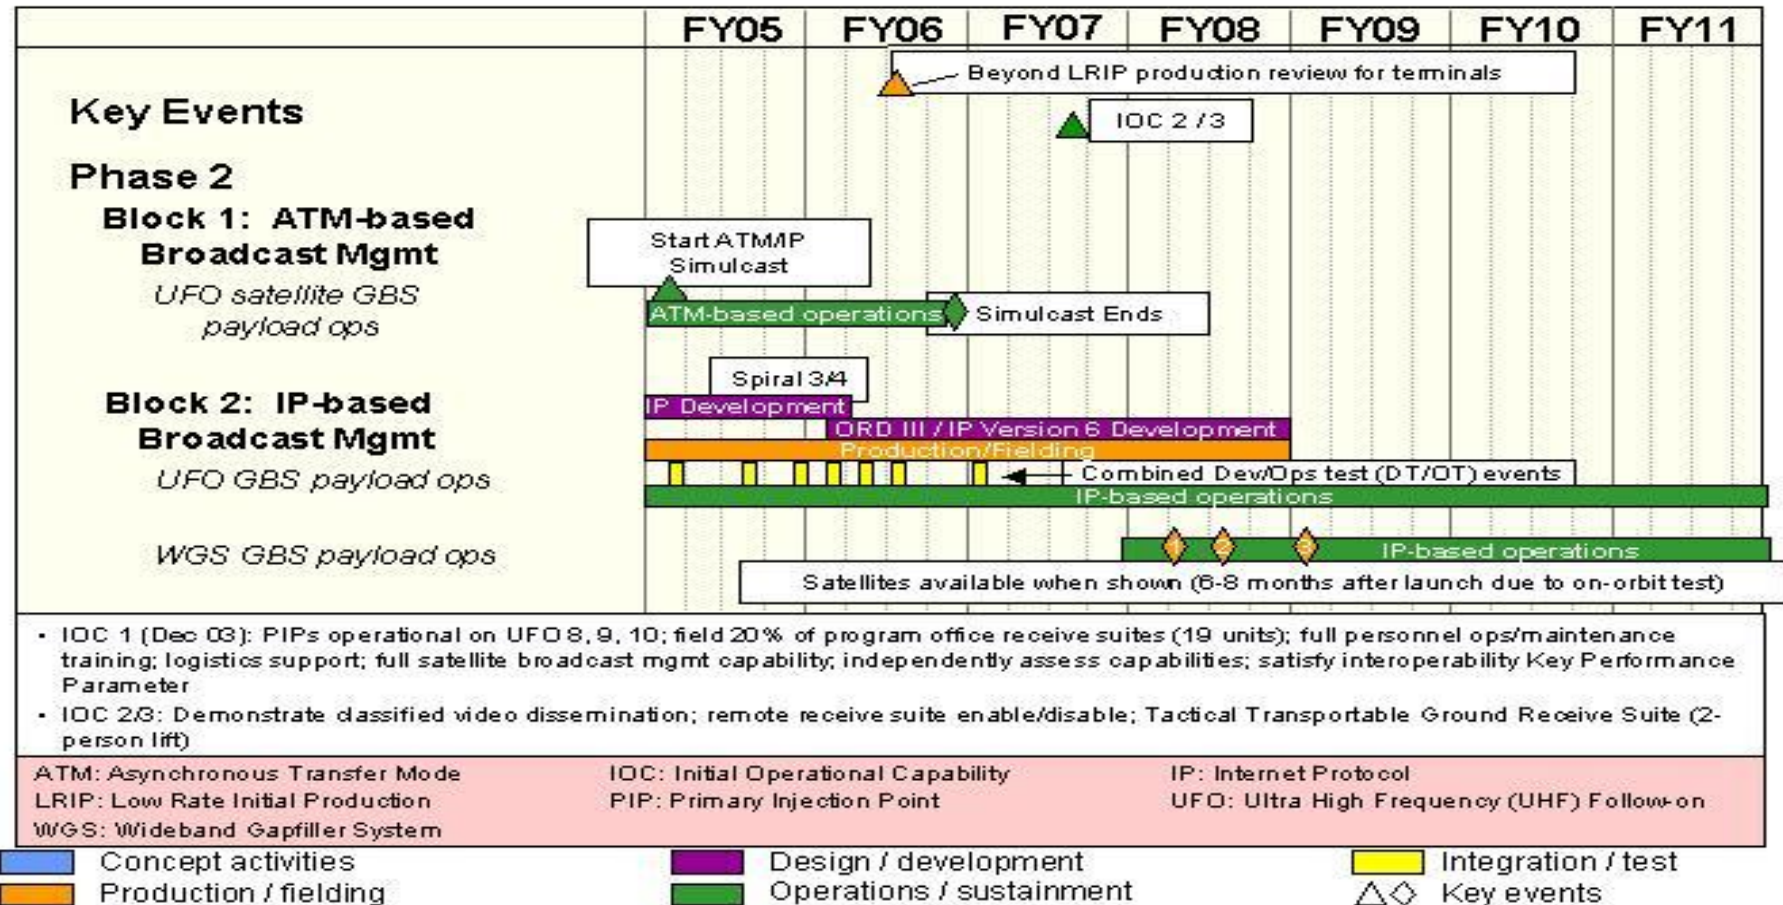 FY05 FY06 FY07 FY08 FY09 FY10 FY11
Beyond LRIP production review for terminals
Key Events
IOC 2 /3
Phase 2
Block 1: ATM-based
Broadcast Mgmt
UFO satellite GBS
payload ops
Start ATM/IP
Simulcast
ATM-based operations
Simulcast Ends
Spiral 3/4
Block 2: IP-based
Broadcast Mgmt
IP Development
ORD III / IP Version 6 Development
Production/Fielding
UFO GBS payload ops
Combined Dev/Ops test (DT/OT) events
IP-based operations
WGS GBS payload ops
1 2 3 IP-based operations
Satellites available when shown (6-8 months after launch due to on-orbit test)
• IOC 1 (Dec 03): PIPs operational on UFO 8, 9, 10; field 20% of program office receive suites (19 units); full personnel ops/maintenance
training; logistics support; full satellite broadcast mgmt capability; independently assess capabilities; satisfy interoperability Key Performance
Parameter
• IOC 2/3: Demonstrate classified video dissemination; remote receive suite enable/disable; Tactical Transportable Ground Receive Suite (2-
person lift)
ATM: Asynchronous Transfer Mode IOC: Initial Operational Capability IP: Internet Protocol
LRIP: Low Rate Initial Production PIP: Primary Injection Point UFO: Ultra High Frequency (UHF) Follow-on
WGS: Wideband Gapfiller System
Concept activities Design / development Integration / test
Production / fielding Operations / sustainment Key events